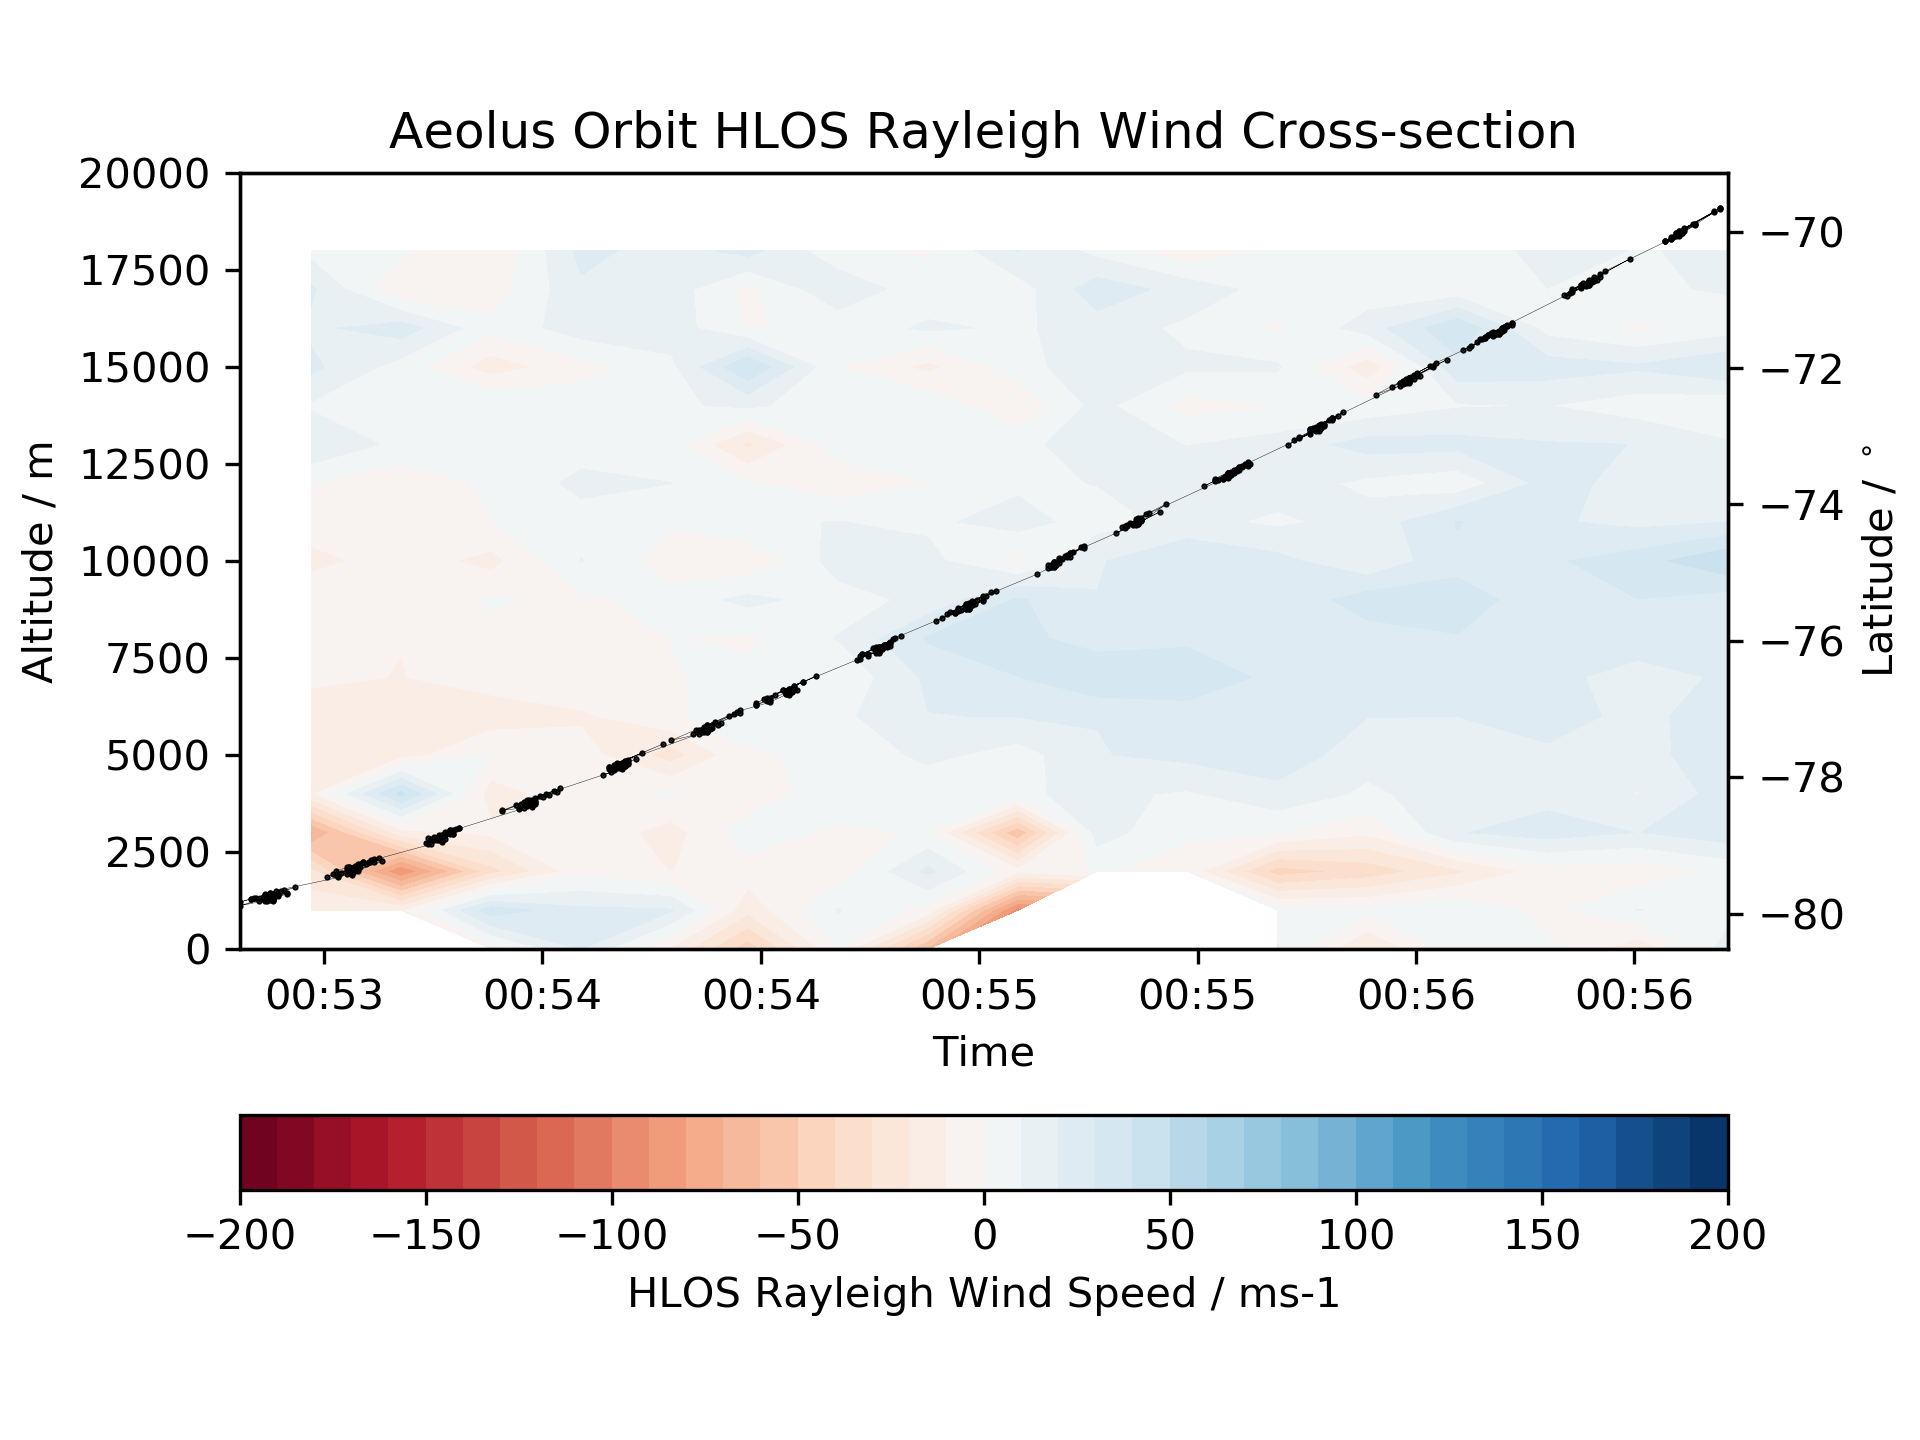 Aeolus Orbit HLOS Rayleigh Wind Cross-section
20000
17500
15000
12500
10000
7500
5000
2500
0
Altitude / m
−70
−72
−74
−76
−78
−80
Latitude / °
00:53 00:54 00:54 00:55 00:55 00:56 00:56
Time
−200 −150 −100 −50 0 50 100 150 200
HLOS Rayleigh Wind Speed / ms-1